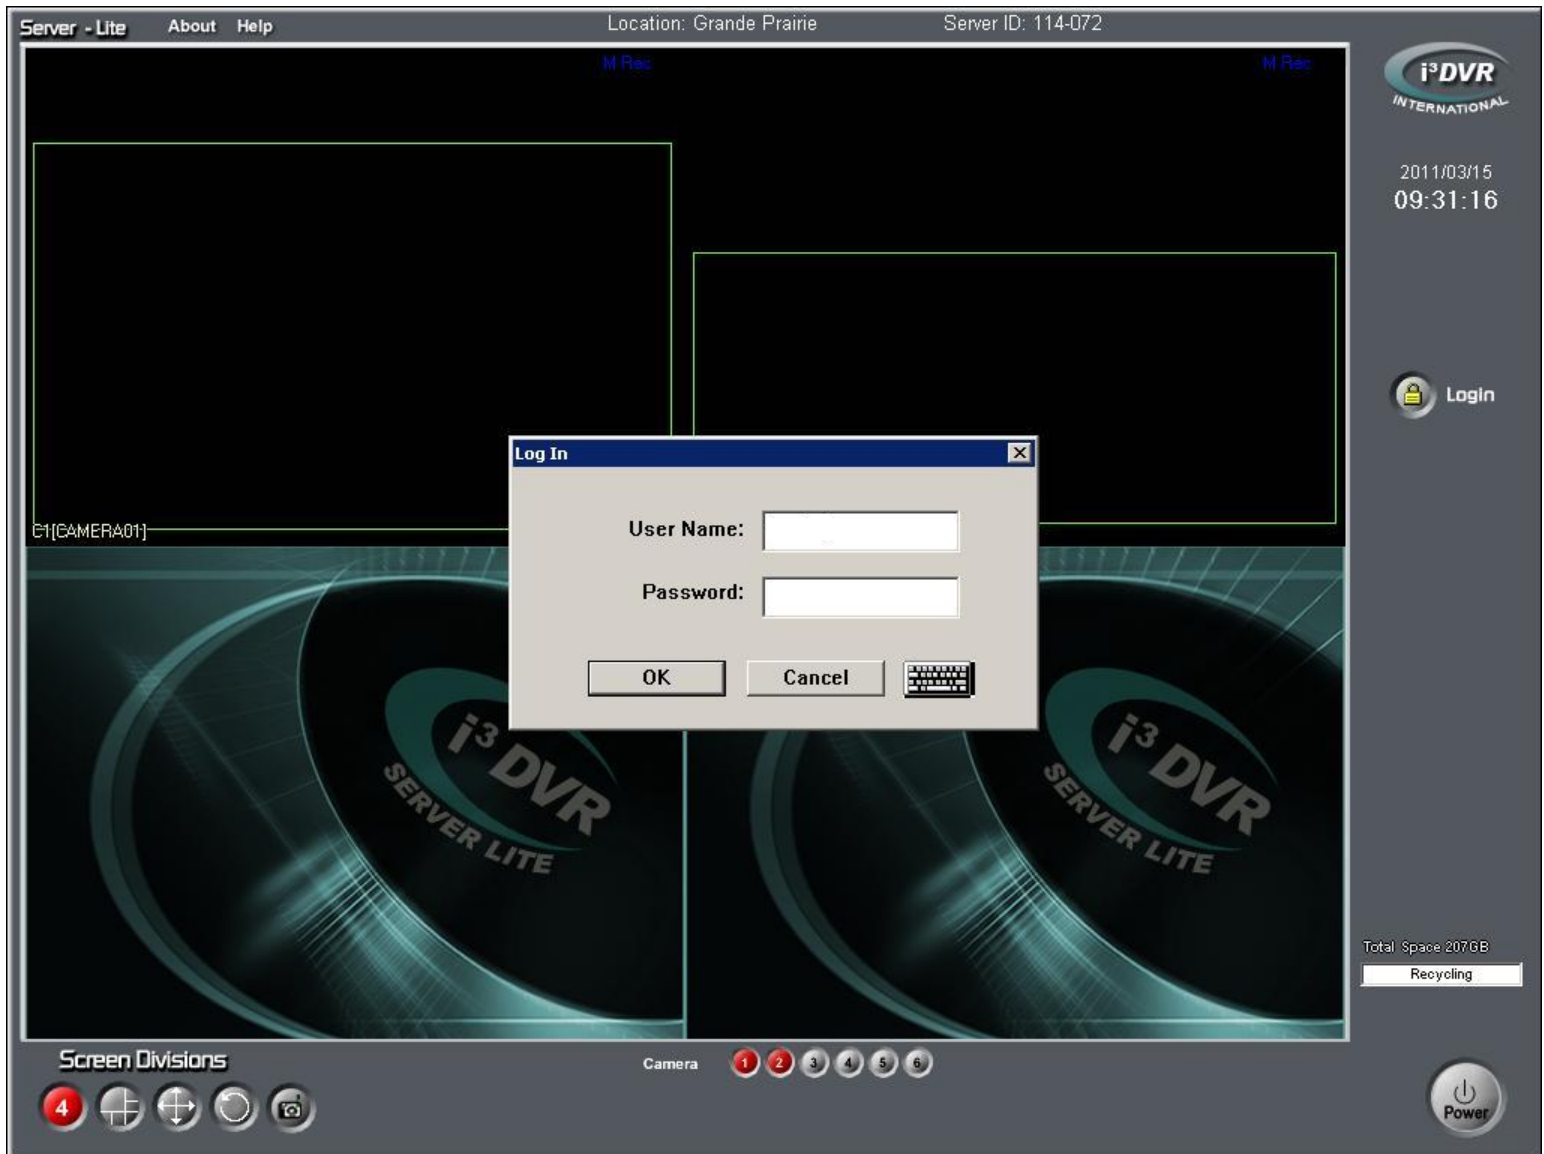 Server - Lite About Help Location: Grande Prairie Server ID: 114-072
M Rec M Rec
i³DVR
INTERNATIONAL
2011/03/15
09:31:16
Login
Log In
User Name:
Password:
OK Cancel
C1[CAMERA01]
i³ DVR
SERVER LITE
i³ DVR
SERVER LITE
Total Space 207GB
Recycling
Screen Divisions
Camera 1 2 3 4 5 6
4
Power